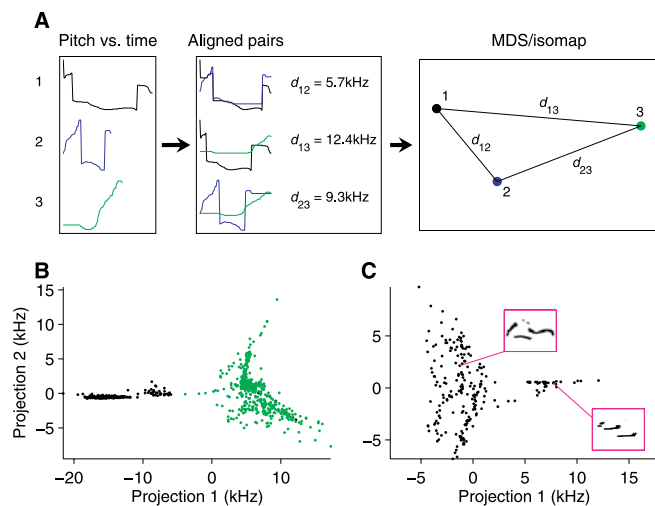 A
Pitch vs. time
Aligned pairs
MDS/isomap
1
d12 = 5.7kHz
2
d13 = 12.4kHz
3
d23 = 9.3kHz
1
d13
3
d12
d23
2
B
15
10
5
0
−5
Projection 2 (kHz)
−20
−10
0
10
Projection 1 (kHz)
C
5
0
−5
−5
0
5
10
15
Projection 1 (kHz)